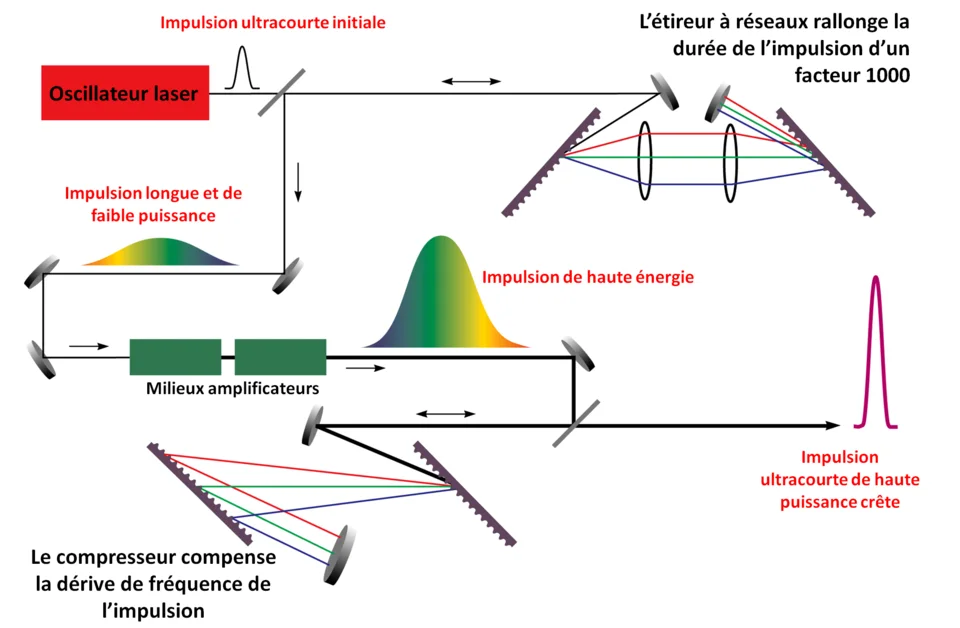 Impulsion ultracourte initiale
L’étireur à réseaux rallonge la
durée de l’impulsion d’un
facteur 1000
Oscillateur laser
Impulsion longue et de
faible puissance
Impulsion de haute énergie
Milieux amplificateurs
Impulsion
ultracourte de haute
puissance crête
Le compresseur compense
la dérive de fréquence de
l’impulsion